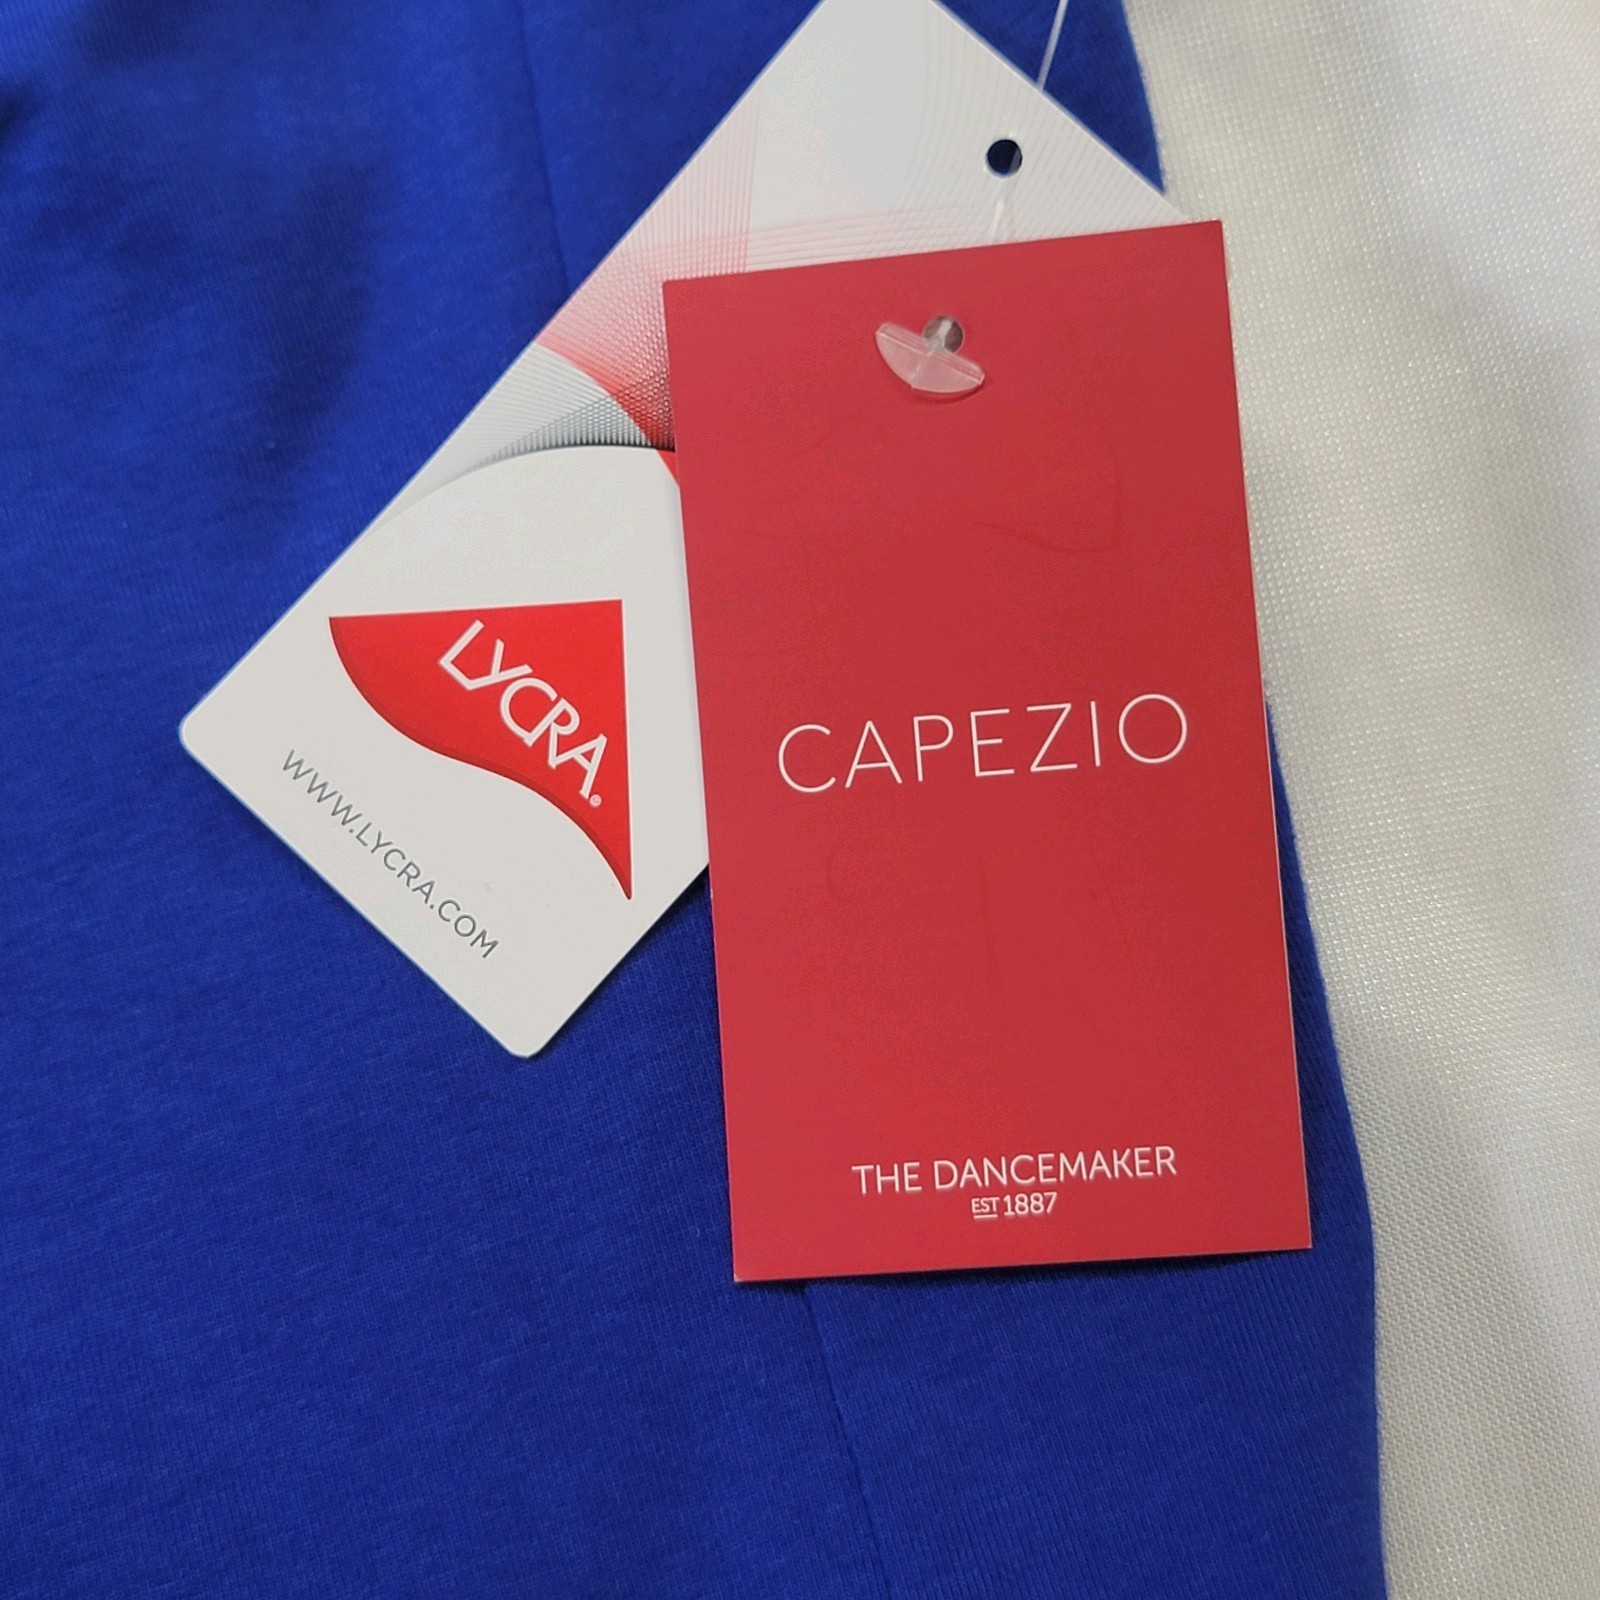 LYCRA®
WWW.LYCRA.COM
CAPEZIO
THE DANCEMAKER
EST 1887